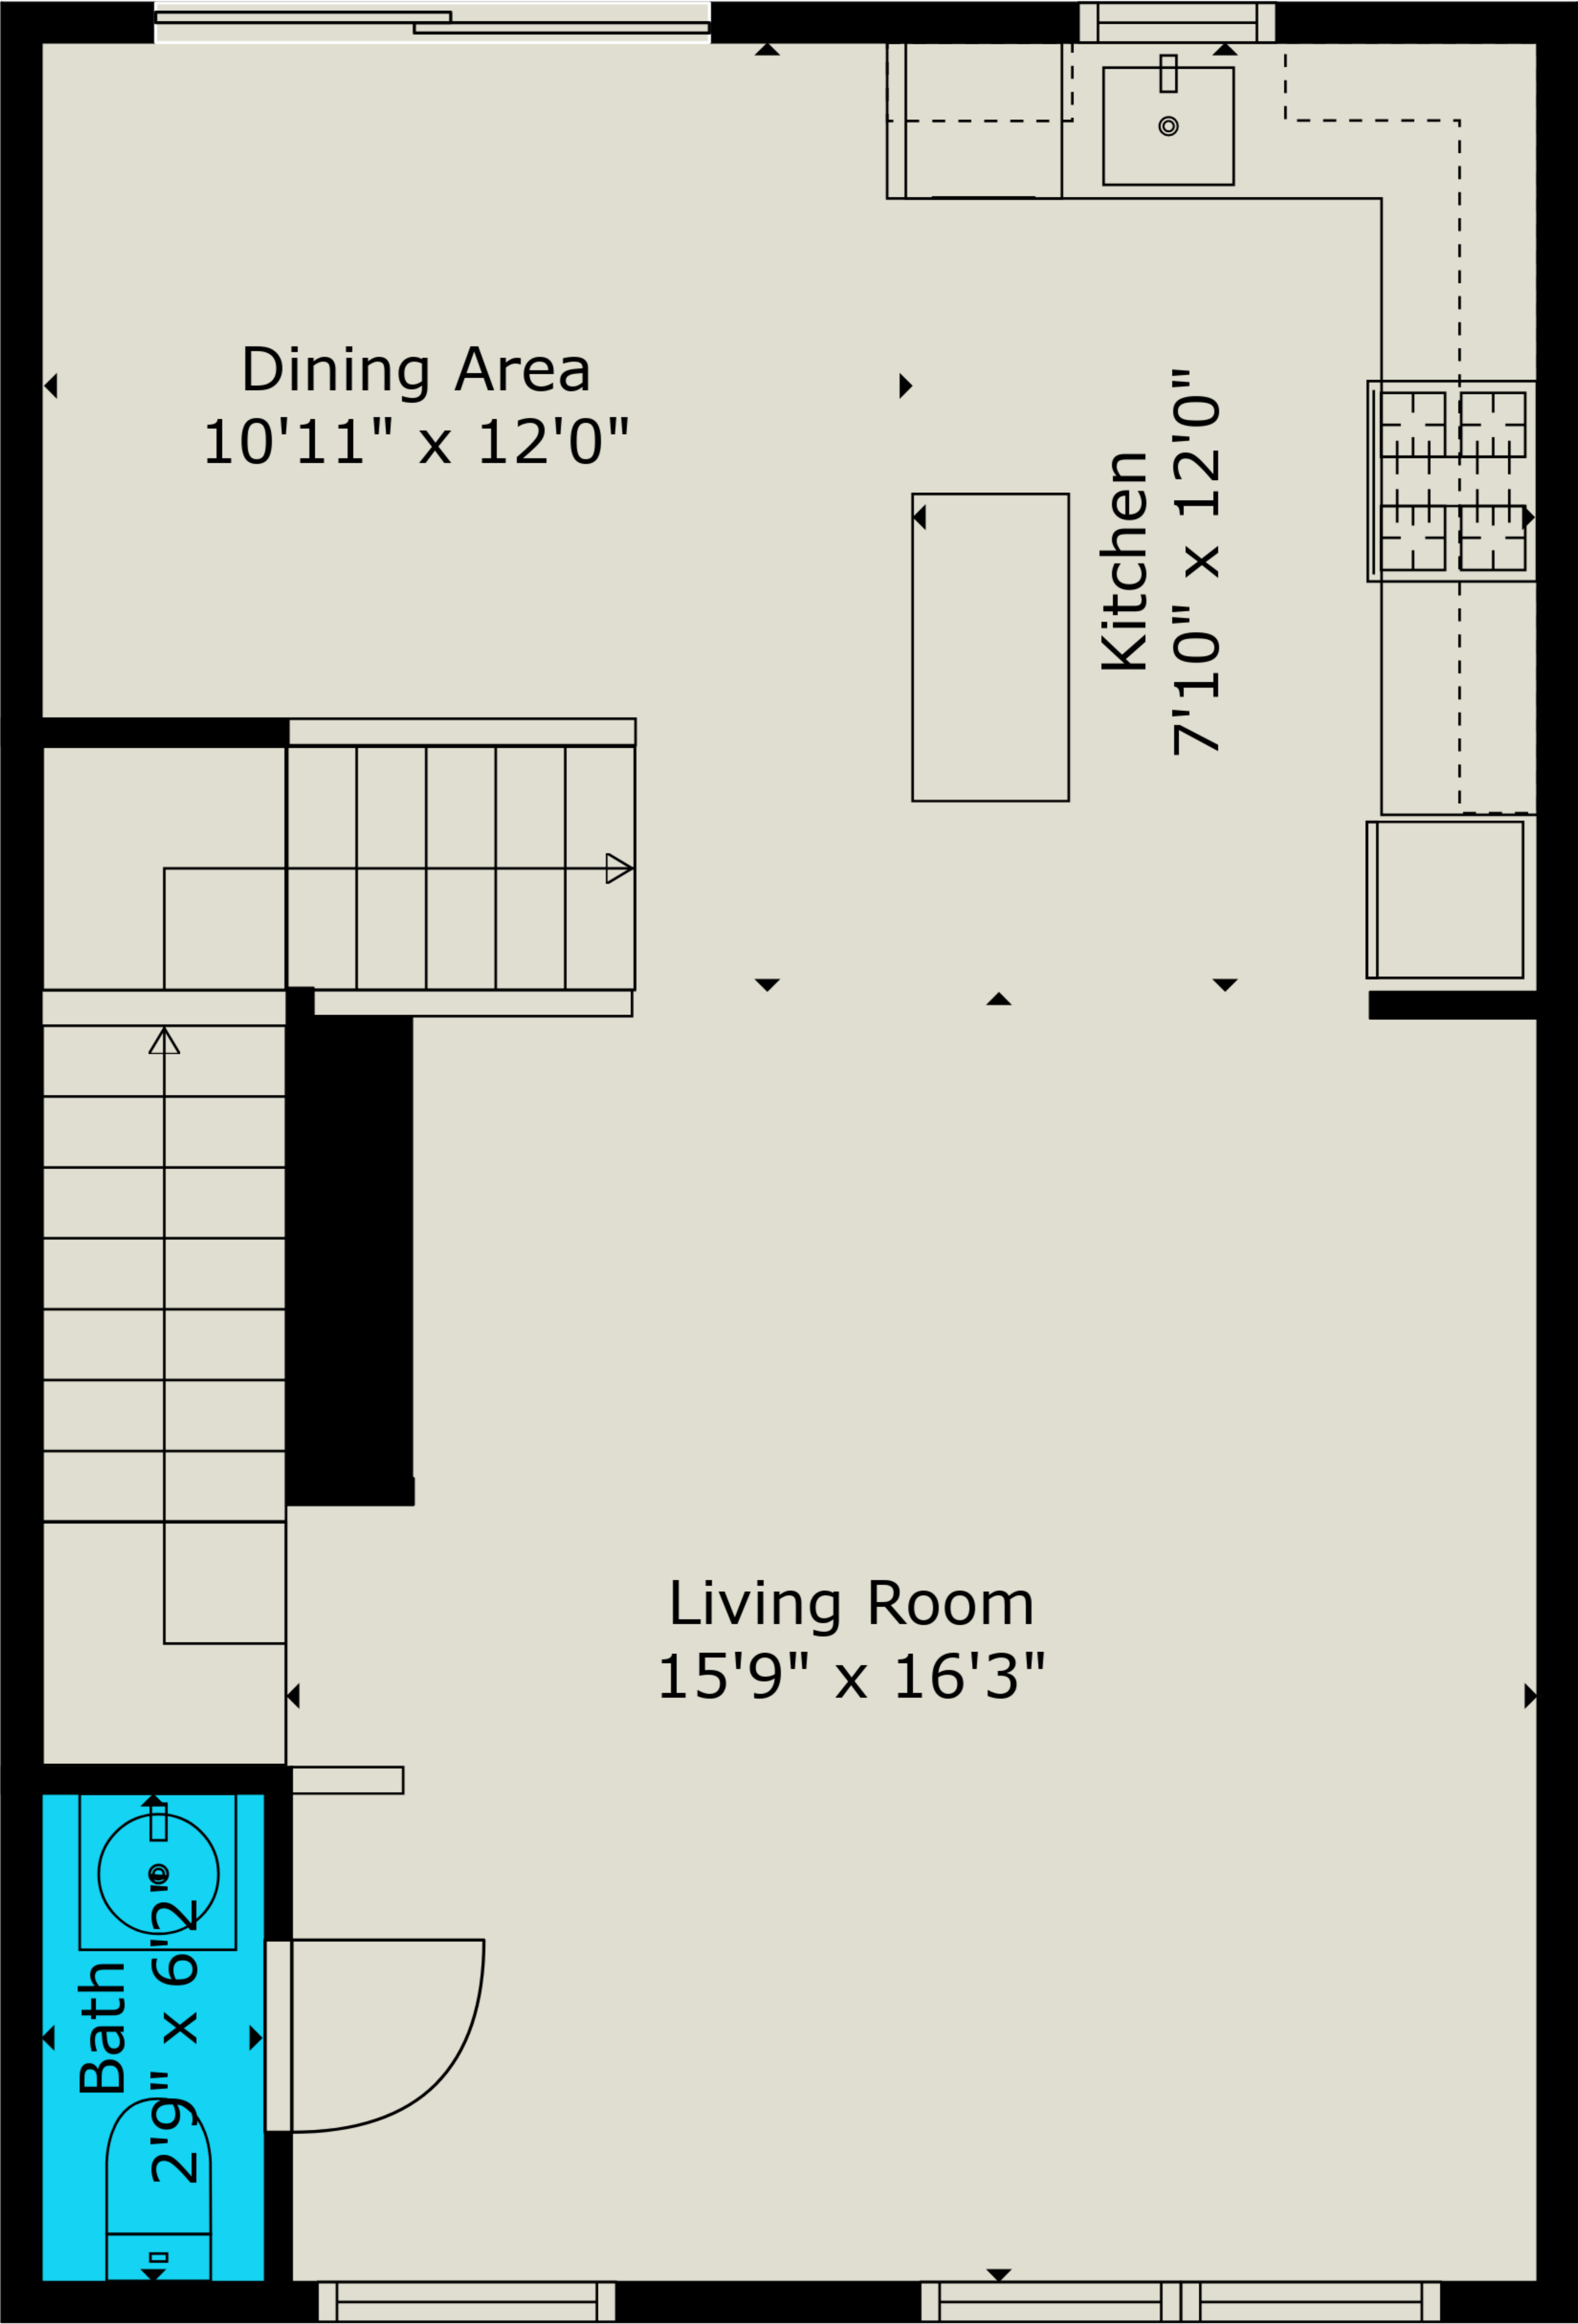 Dining Area
10'11" x 12'0"
Kitchen
7'10" x 12'0"
Living Room
15'9" x 16'3"
Bath
2'9" x 6'2"